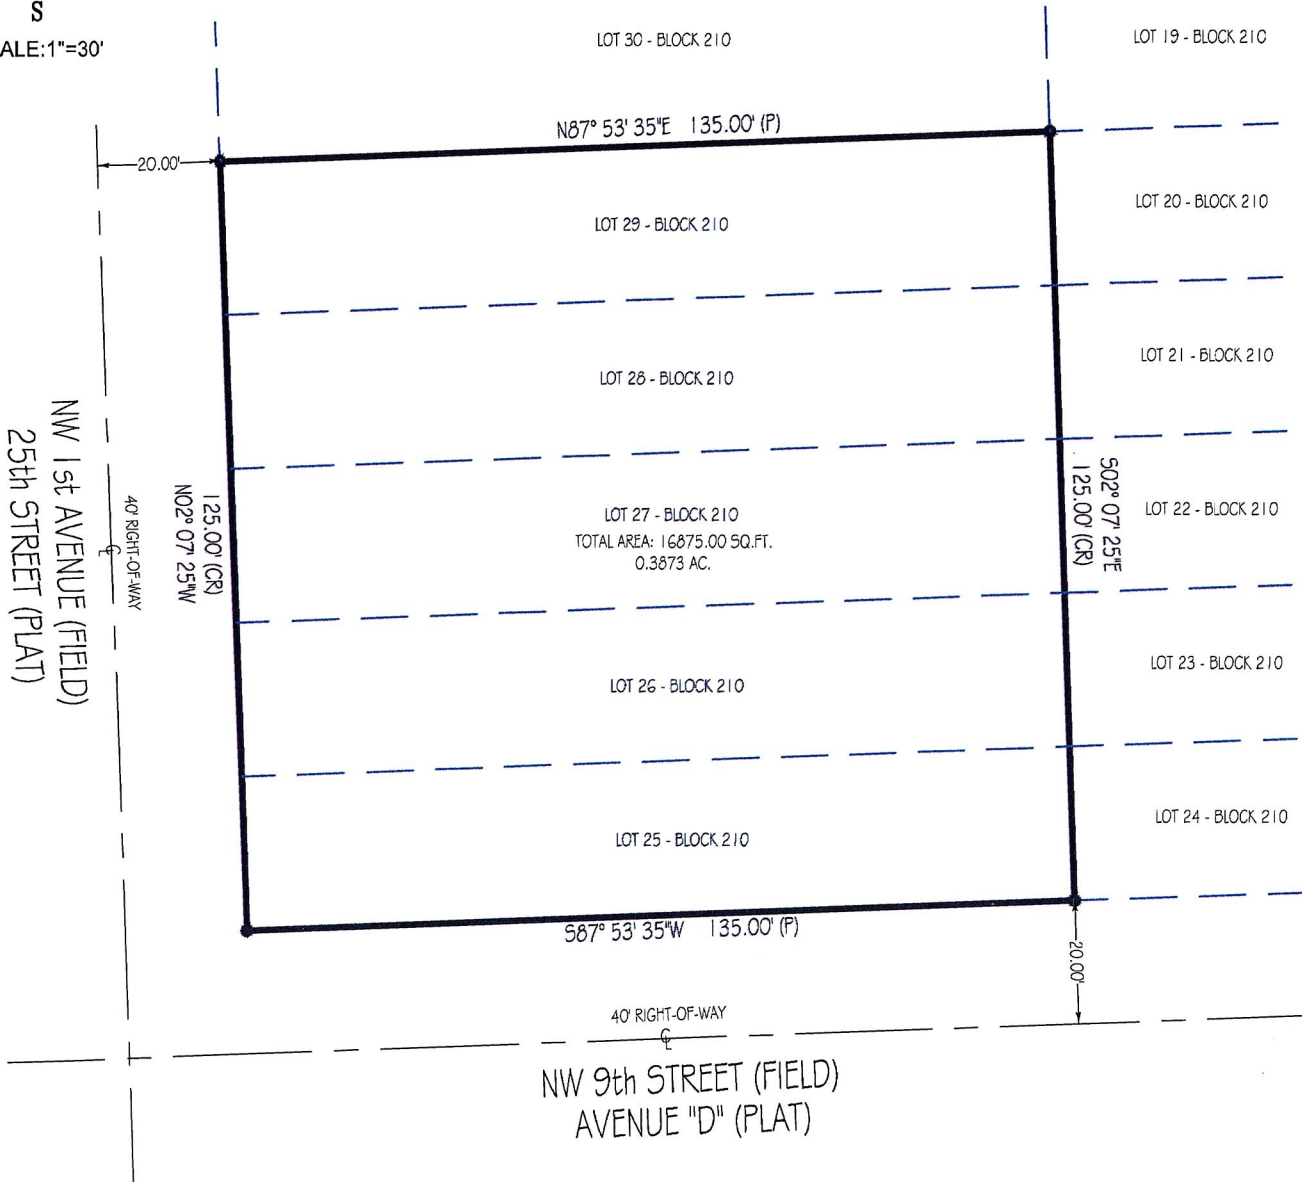 S
ALE:1"=30'
LOT 30 - BLOCK 210
LOT 19 - BLOCK 210
N87° 53' 35"E 135.00' (P)
20.00'
LOT 29 - BLOCK 210
LOT 20 - BLOCK 210
LOT 28 - BLOCK 210
LOT 21 - BLOCK 210
NW 1st AVENUE (FIELD)
25th STREET (PLAT)
40' RIGHT-OF-WAY
℄
125.00' (CR)
N02° 07' 25"W
LOT 27 - BLOCK 210
TOTAL AREA: 16875.00 SQ.FT.
0.3873 AC.
S02° 07' 25"E
125.00' (CR)
LOT 22 - BLOCK 210
LOT 26 - BLOCK 210
LOT 23 - BLOCK 210
LOT 25 - BLOCK 210
LOT 24 - BLOCK 210
S87° 53' 35"W 135.00' (P)
20.00'
40' RIGHT-OF-WAY
℄
NW 9th STREET (FIELD)
AVENUE "D" (PLAT)